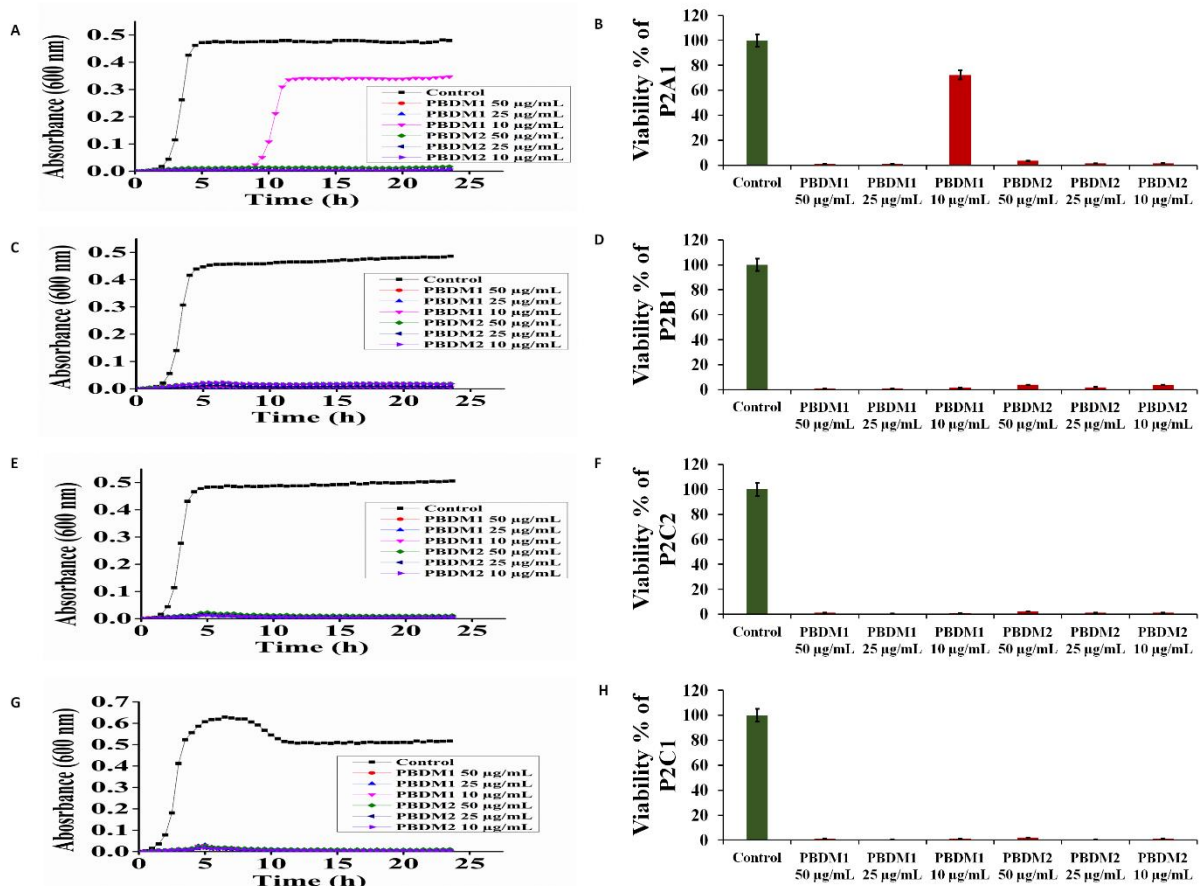 A
Absorbance (600 nm)
0.5
0.4
0.3
0.2
0.1
0.0
0 5 10 15 20 25
Time (h)
Control
PBDM1 50 µg/mL
PBDM1 25 µg/mL
PBDM1 10 µg/mL
PBDM2 50 µg/mL
PBDM2 25 µg/mL
PBDM2 10 µg/mL
B
Viability % of
P2A1
120
100
80
60
40
20
0
Control PBDM1 PBDM1 PBDM1 PBDM2 PBDM2 PBDM2
50 µg/mL 25 µg/mL 10 µg/mL 50 µg/mL 25 µg/mL 10 µg/mL
C
Absorbance (600 nm)
0.5
0.4
0.3
0.2
0.1
0.0
0 5 10 15 20 25
Time (h)
Control
PBDM1 50 µg/mL
PBDM1 25 µg/mL
PBDM1 10 µg/mL
PBDM2 50 µg/mL
PBDM2 25 µg/mL
PBDM2 10 µg/mL
D
Viability % of
P2B1
120
100
80
60
40
20
0
Control PBDM1 PBDM1 PBDM1 PBDM2 PBDM2 PBDM2
50 µg/mL 25 µg/mL 10 µg/mL 50 µg/mL 25 µg/mL 10 µg/mL
E
Absorbance (600 nm)
0.5
0.4
0.3
0.2
0.1
0.0
0 5 10 15 20 25
Time (h)
Control
PBDM1 50 µg/mL
PBDM1 25 µg/mL
PBDM1 10 µg/mL
PBDM2 50 µg/mL
PBDM2 25 µg/mL
PBDM2 10 µg/mL
F
Viability % of
P2C2
120
100
80
60
40
20
0
Control PBDM1 PBDM1 PBDM1 PBDM2 PBDM2 PBDM2
50 µg/mL 25 µg/mL 10 µg/mL 50 µg/mL 25 µg/mL 10 µg/mL
G
Abosrbance (600 nm)
0.7
0.6
0.5
0.4
0.3
0.2
0.1
0.0
0 5 10 15 20 25
Time (h)
Control
PBDM1 50 µg/mL
PBDM1 25 µg/mL
PBDM1 10 µg/mL
PBDM2 50 µg/mL
PBDM2 25 µg/mL
PBDM2 10 µg/mL
H
Viability % of
P2C1
120
100
80
60
40
20
0
Control PBDM1 PBDM1 PBDM1 PBDM2 PBDM2 PBDM2
50 µg/mL 25 µg/mL 10 µg/mL 50 µg/mL 25 µg/mL 10 µg/mL